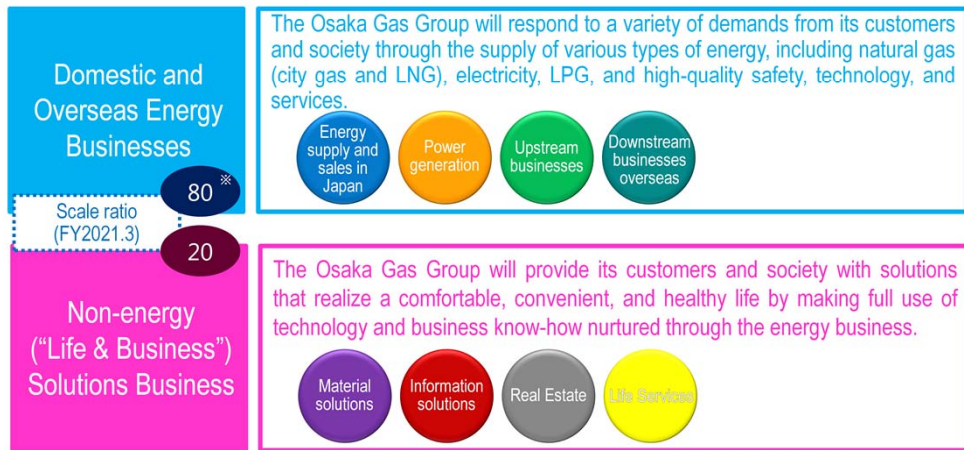 Domestic and
Overseas Energy
Businesses
The Osaka Gas Group will respond to a variety of demands from its customers
and society through the supply of various types of energy, including natural gas
(city gas and LNG), electricity, LPG, and high-quality safety, technology, and
services.
Energy
supply and
sales in
Japan
Power
generation
Upstream
businesses
Downstream
businesses
overseas
80 ※
Scale ratio
(FY2021.3)
20
Non-energy
(“Life & Business”)
Solutions Business
The Osaka Gas Group will provide its customers and society with solutions
that realize a comfortable, convenient, and healthy life by making full use of
technology and business know-how nurtured through the energy business.
Material
solutions
Information
solutions
Real Estate
Life Services